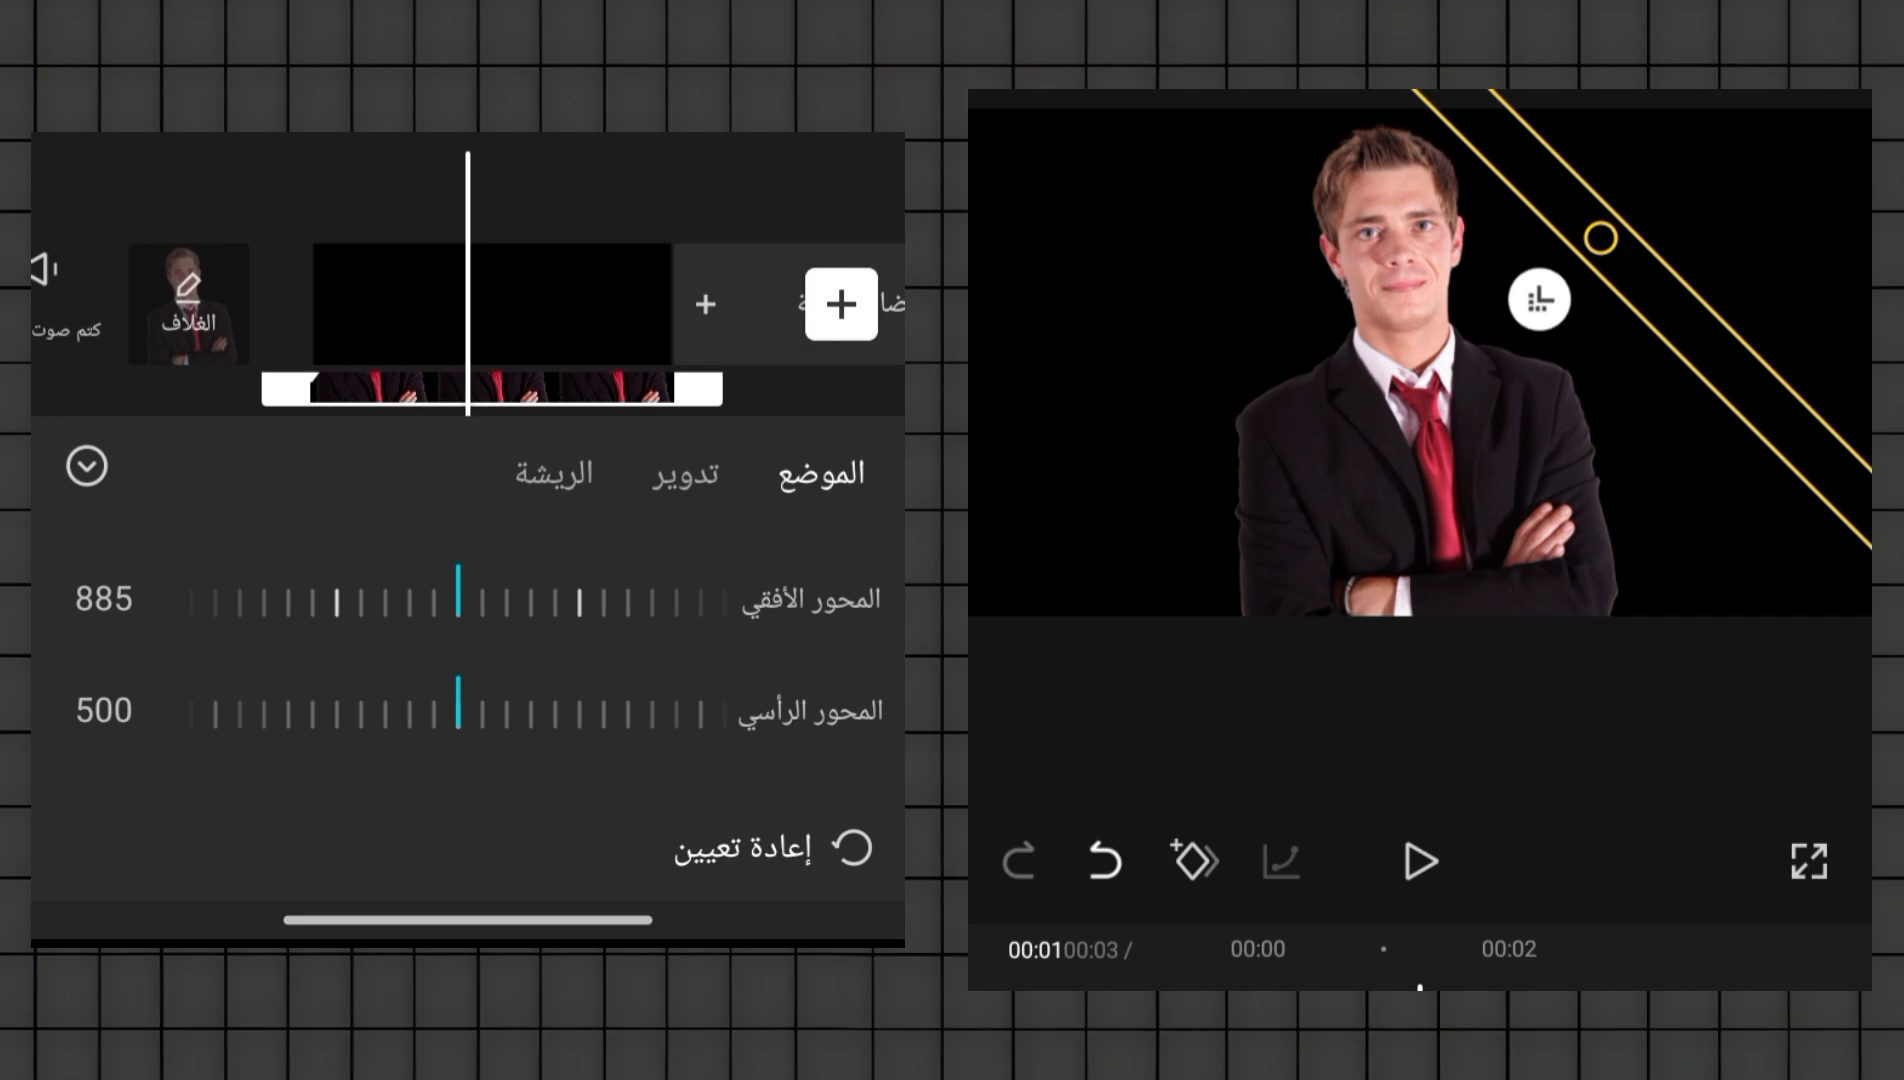 كتم صوت
الغلاف
الموضع
تدوير
الريشة
المحور الأفقي
885
المحور الرأسي
500
إعادة تعيين
00:01
00:03 /
00:00
00:02